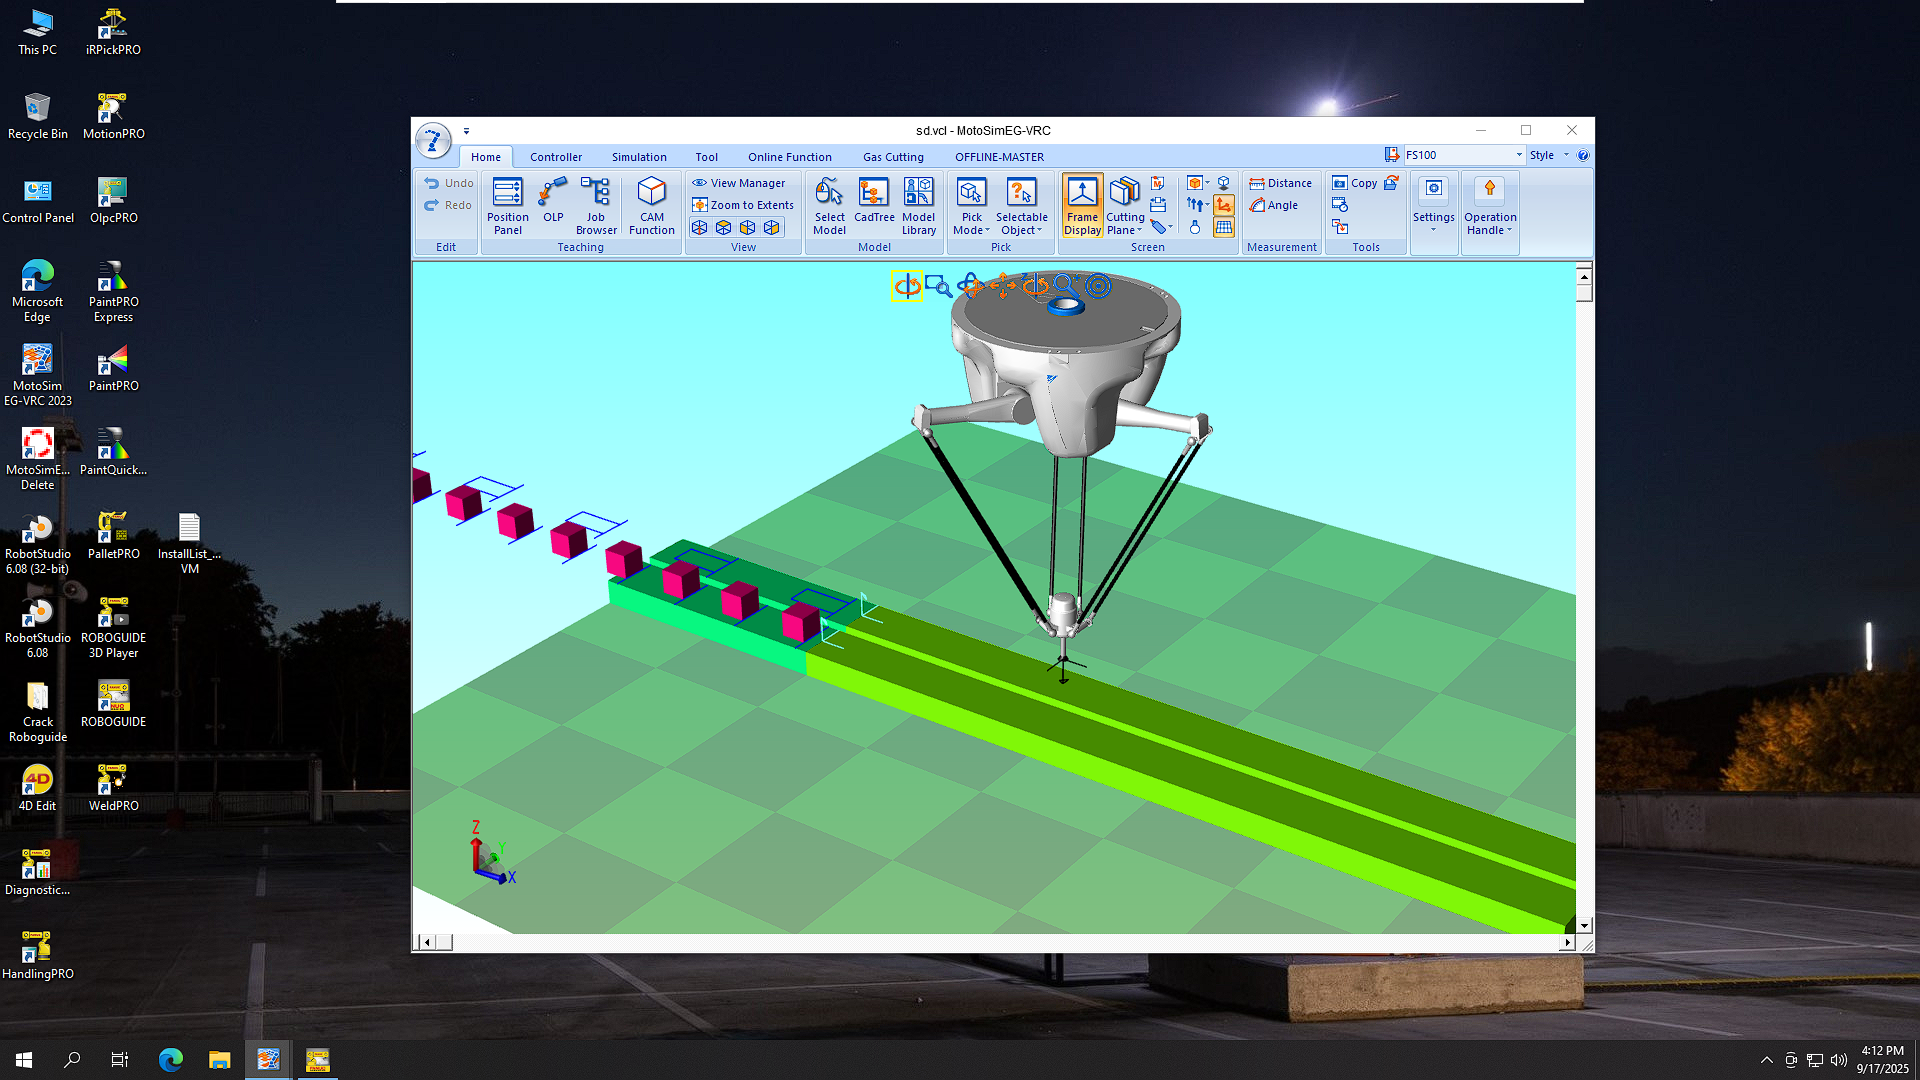 This PC
iRPickPRO
Recycle Bin
MotionPRO
Control Panel
OlpcPRO
Microsoft
Edge
PaintPRO
Express
MotoSim
EG-VRC 2023
PaintPRO
MotoSimE...
Delete
PaintQuick...
RobotStudio
6.08 (32-bit)
PalletPRO
InstallList_...
VM
RobotStudio
6.08
ROBOGUIDE
3D Player
Crack
Roboguide
ROBOGUIDE
4D Edit
WeldPRO
Diagnostic...
HandlingPRO
sd.vcl - MotoSimEG-VRC
Home
Controller
Simulation
Tool
Online Function
Gas Cutting
OFFLINE-MASTER
FS100
Style
Undo
Redo
Edit
Position
Panel
OLP
Job
Browser
CAM
Function
Teaching
View Manager
Zoom to Extents
View
Select
Model
CadTree
Model
Library
Model
Pick
Mode
Selectable
Object
Pick
Frame
Display
Cutting
Plane
Screen
Distance
Angle
Measurement
Copy
Tools
Settings
Operation
Handle
Z
Y
X
4:12 PM
9/17/2025